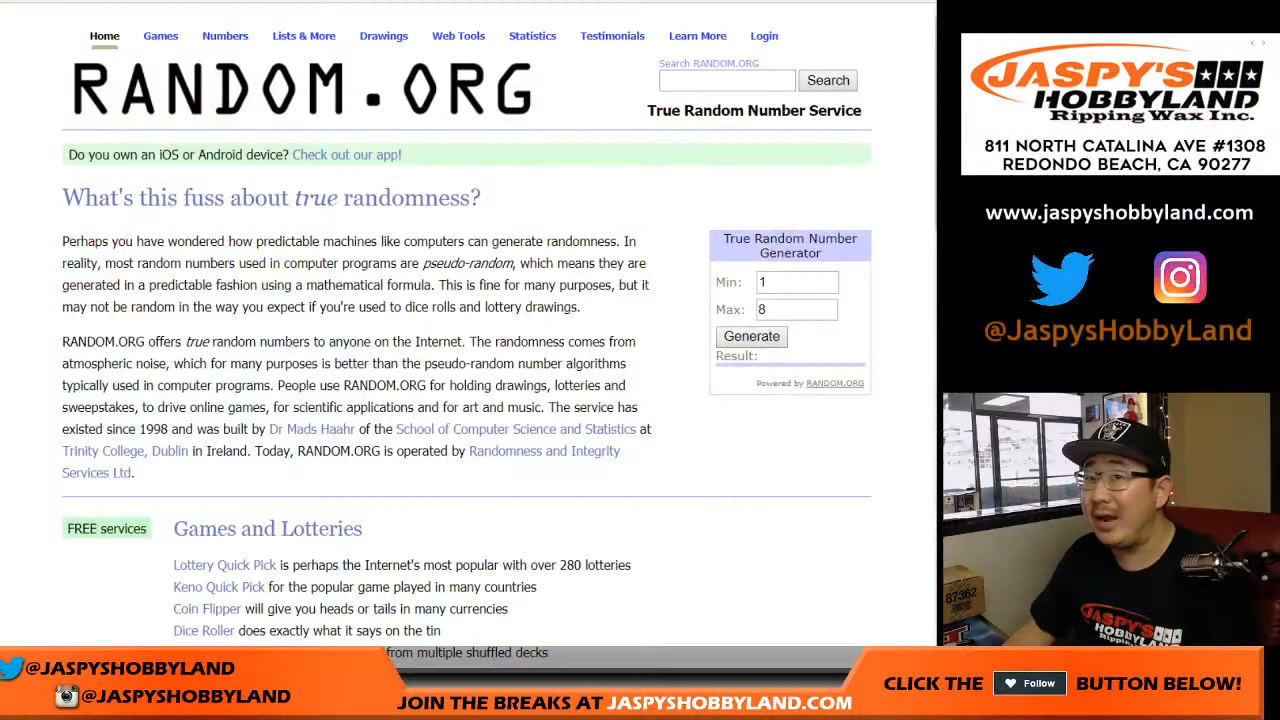 Home Games Numbers Lists & More Drawings Web Tools Statistics Testimonials Learn More Login
RANDOM.ORG
Search RANDOM.ORG
Search
True Random Number Service
Do you own an iOS or Android device? Check out our app!
What's this fuss about true randomness?
Perhaps you have wondered how predictable machines like computers can generate randomness. In
reality, most random numbers used in computer programs are pseudo-random, which means they are
generated in a predictable fashion using a mathematical formula. This is fine for many purposes, but it
may not be random in the way you expect if you're used to dice rolls and lottery drawings.
RANDOM.ORG offers true random numbers to anyone on the Internet. The randomness comes from
atmospheric noise, which for many purposes is better than the pseudo-random number algorithms
typically used in computer programs. People use RANDOM.ORG for holding drawings, lotteries and
sweepstakes, to drive online games, for scientific applications and for art and music. The service has
existed since 1998 and was built by Dr Mads Haahr of the School of Computer Science and Statistics at
Trinity College, Dublin in Ireland. Today, RANDOM.ORG is operated by Randomness and Integrity
Services Ltd.
True Random Number
Generator
Min: 1
Max: 8
Generate
Result:
Powered by RANDOM.ORG
FREE services
Games and Lotteries
Lottery Quick Pick is perhaps the Internet's most popular with over 280 lotteries
Keno Quick Pick for the popular game played in many countries
Coin Flipper will give you heads or tails in many currencies
Dice Roller does exactly what it says on the tin
from multiple shuffled decks
JASPY'S
HOBBYLAND
Ripping Wax Inc.
811 NORTH CATALINA AVE #1308
REDONDO BEACH, CA 90277
www.jaspyshobbyland.com
@JaspysHobbyLand
87362
JASPY'S
HOBBYLAND
@JASPYSHOBBYLAND
@JASPYSHOBBYLAND
JOIN THE BREAKS AT JASPYSHOBBYLAND.COM
CLICK THE Follow BUTTON BELOW!